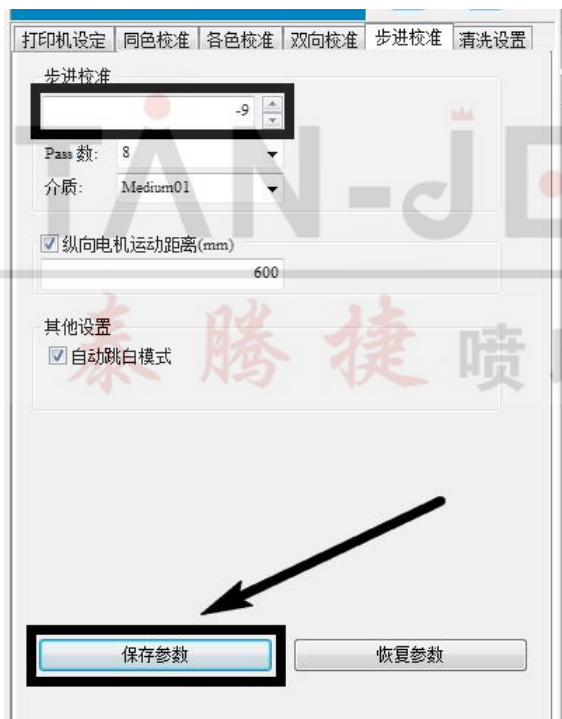 打印机设定 同色校准 各色校准 双向校准 步进校准 清洗设置
步进校准
-9
Pass 数: 8
介质: Medium01
TAN-JE
纵向电机运动距离(mm)
600
其他设置
自动跳白模式
泰腾捷喷
保存参数 恢复参数